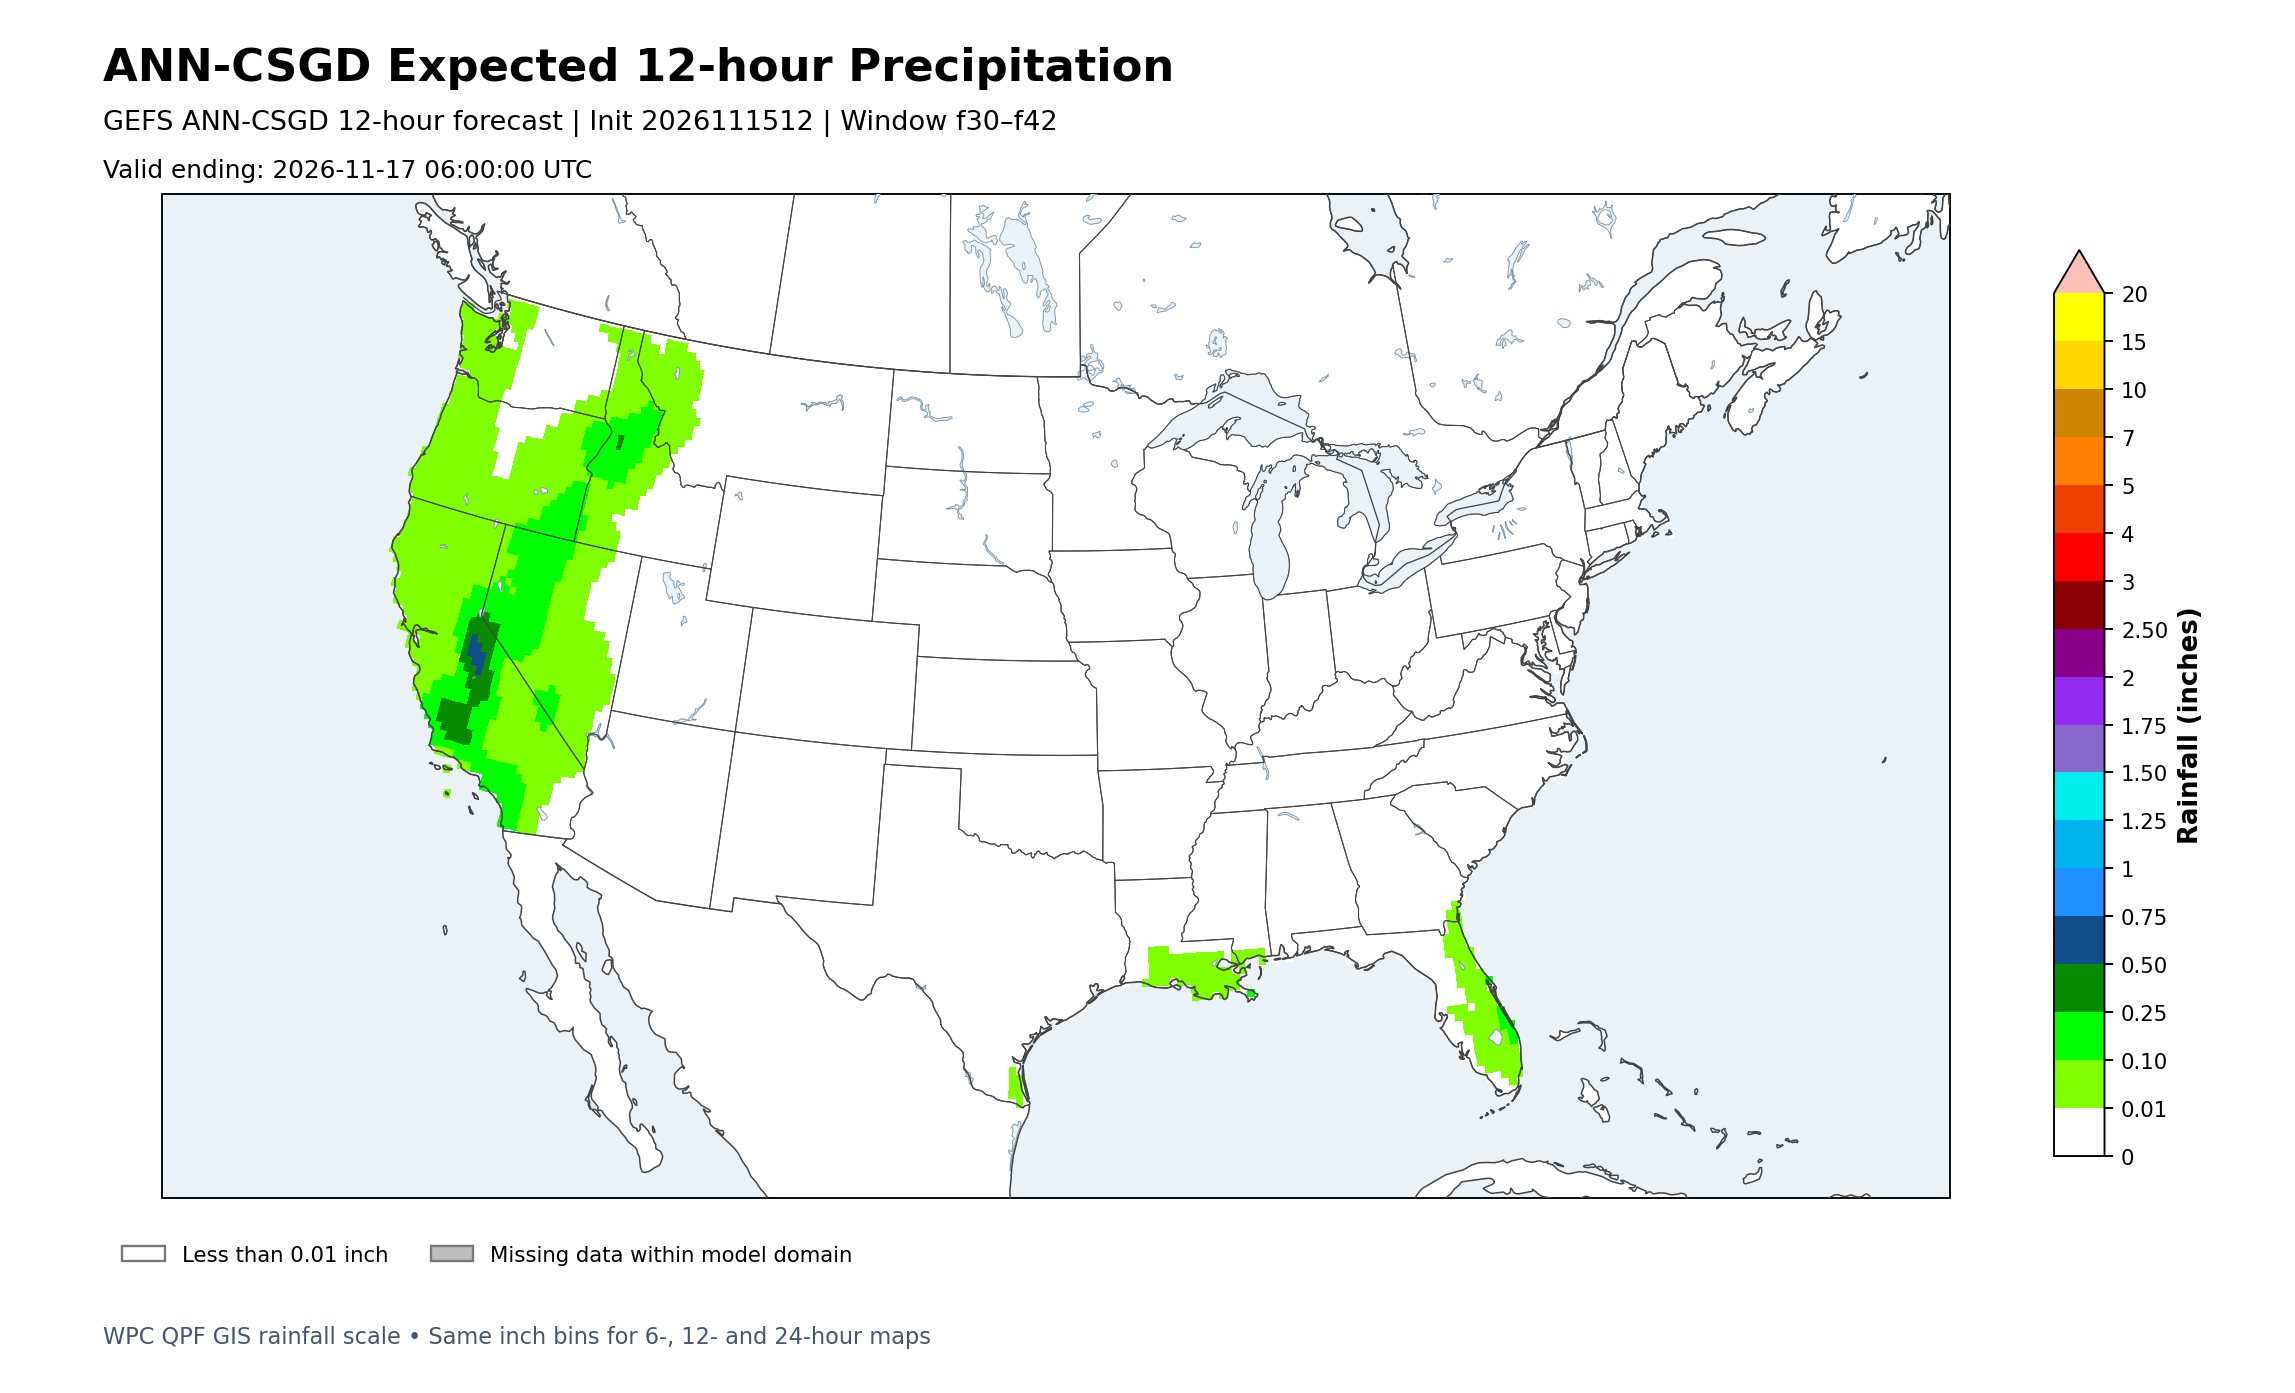 ANN-CSGD Expected 12-hour Precipitation
GEFS ANN-CSGD 12-hour forecast | Init 2026111512 | Window f30–f42
Valid ending: 2026-11-17 06:00:00 UTC
20
15
10
7
5
4
3
2.50
2
1.75
1.50
1.25
1
0.75
0.50
0.25
0.10
0.01
0
Rainfall (inches)
Less than 0.01 inch
Missing data within model domain
WPC QPF GIS rainfall scale • Same inch bins for 6-, 12- and 24-hour maps